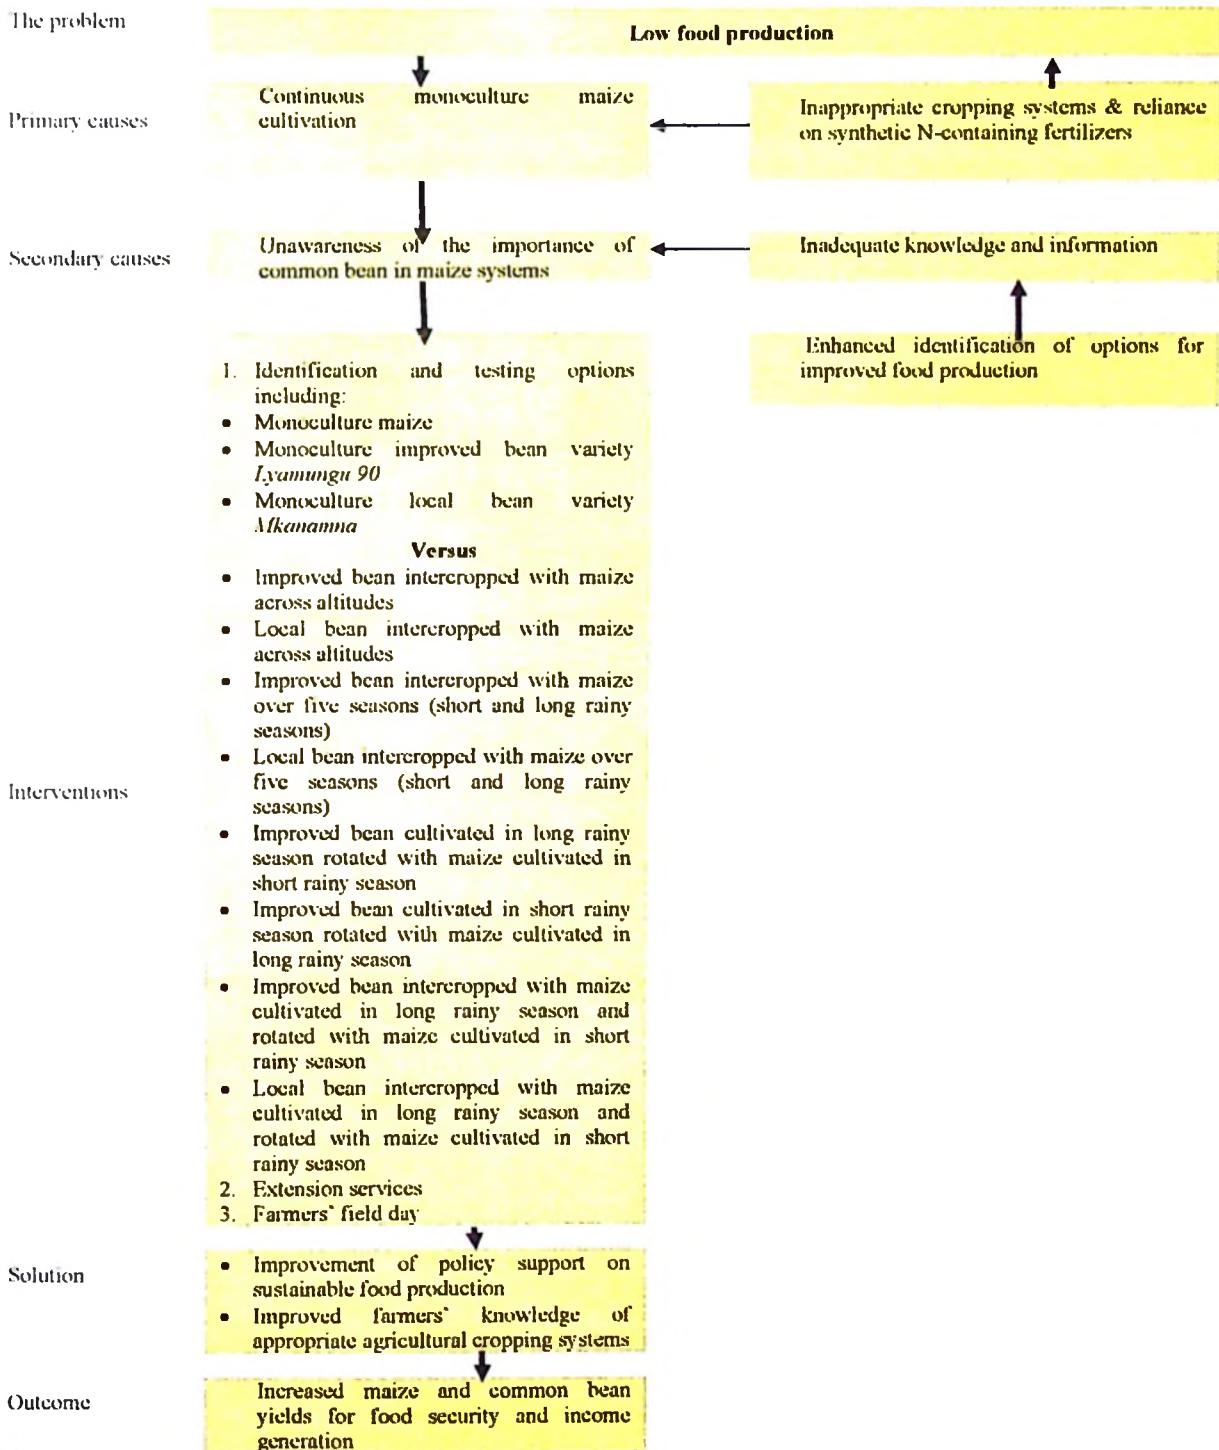 The problem
Low food production
Primary causes
Continuous monoculture maize
cultivation
Inappropriate cropping systems & reliance
on synthetic N-containing fertilizers
Secondary causes
Unawareness of the importance of
common bean in maize systems
Inadequate knowledge and information
Enhanced identification of options for
improved food production
Interventions
1. Identification and testing options
including:
• Monoculture maize
• Monoculture improved bean variety
Lyamungu 90
• Monoculture local bean variety
Mkanamna
Versus
• Improved bean intercropped with maize
across altitudes
• Local bean intercropped with maize
across altitudes
• Improved bean intercropped with maize
over five seasons (short and long rainy
seasons)
• Local bean intercropped with maize over
five seasons (short and long rainy
seasons)
• Improved bean cultivated in long rainy
season rotated with maize cultivated in
short rainy season
• Improved bean cultivated in short rainy
season rotated with maize cultivated in
long rainy season
• Improved bean intercropped with maize
cultivated in long rainy season and
rotated with maize cultivated in short
rainy season
• Local bean intercropped with maize
cultivated in long rainy season and
rotated with maize cultivated in short
rainy season
2. Extension services
3. Farmers' field day
Solution
• Improvement of policy support on
sustainable food production
• Improved farmers' knowledge of
appropriate agricultural cropping systems
Outcome
Increased maize and common bean
yields for food security and income
generation